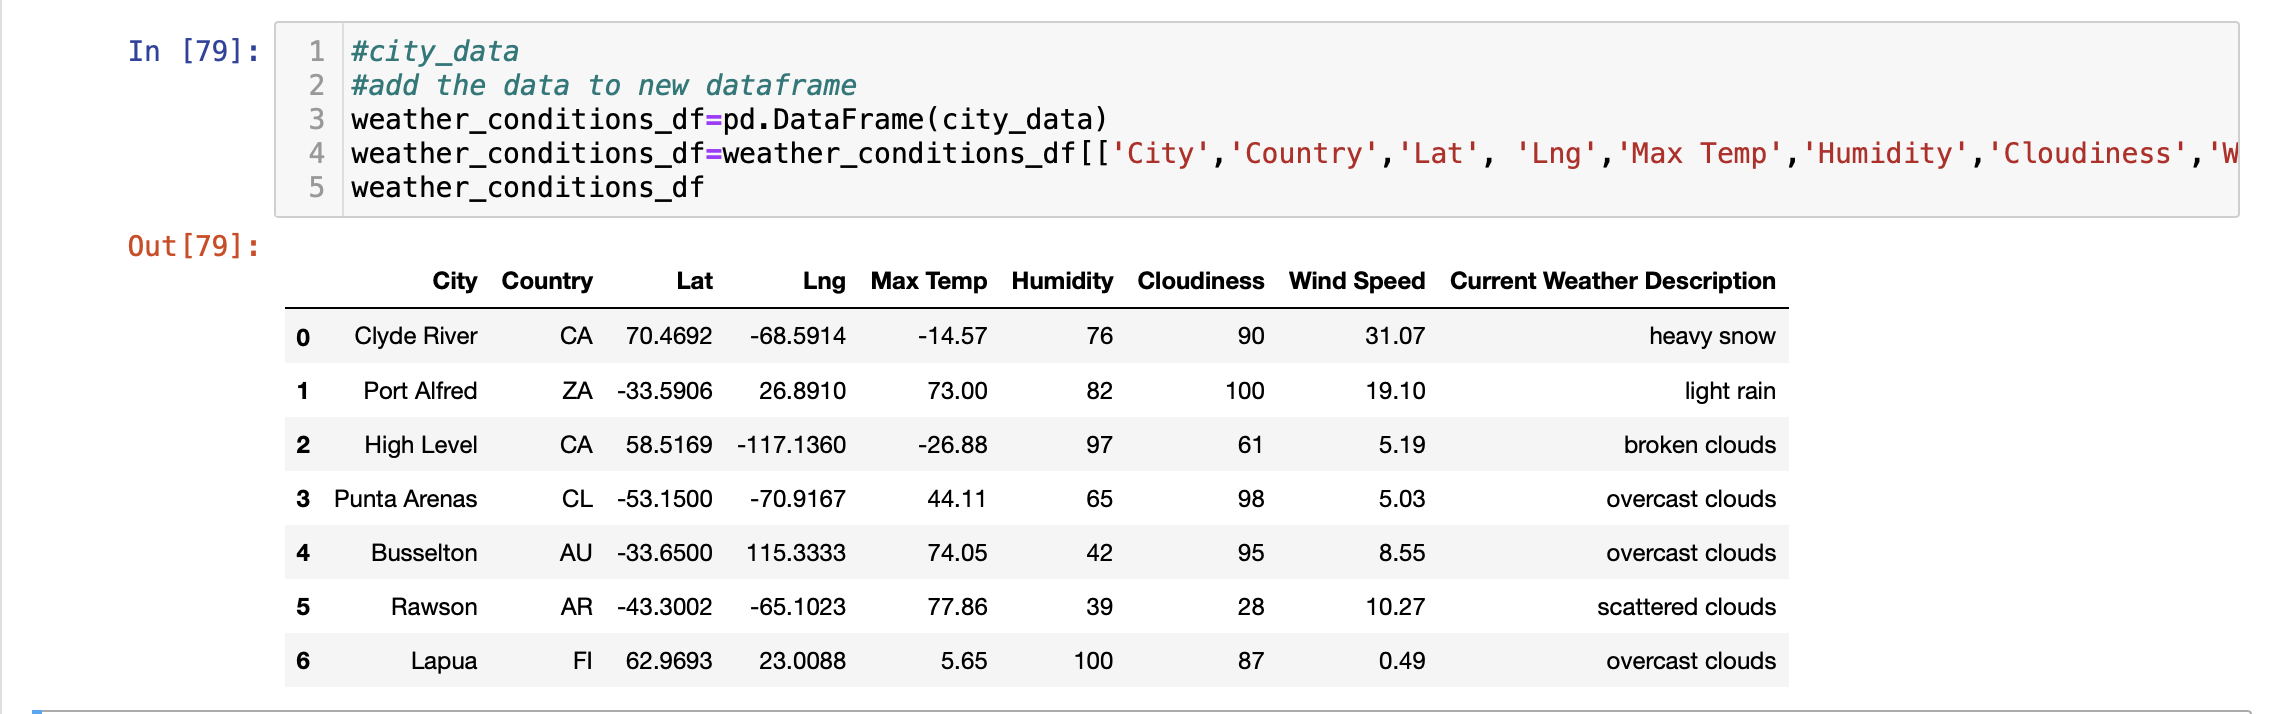 In [79]:
1 #city_data
2 #add the data to new dataframe
3 weather_conditions_df=pd.DataFrame(city_data)
4 weather_conditions_df=weather_conditions_df[['City','Country','Lat', 'Lng','Max Temp','Humidity','Cloudiness','W
5 weather_conditions_df
Out[79]:
City Country Lat Lng Max Temp Humidity Cloudiness Wind Speed Current Weather Description
0 Clyde River CA 70.4692 -68.5914 -14.57 76 90 31.07 heavy snow
1 Port Alfred ZA -33.5906 26.8910 73.00 82 100 19.10 light rain
2 High Level CA 58.5169 -117.1360 -26.88 97 61 5.19 broken clouds
3 Punta Arenas CL -53.1500 -70.9167 44.11 65 98 5.03 overcast clouds
4 Busselton AU -33.6500 115.3333 74.05 42 95 8.55 overcast clouds
5 Rawson AR -43.3002 -65.1023 77.86 39 28 10.27 scattered clouds
6 Lapua FI 62.9693 23.0088 5.65 100 87 0.49 overcast clouds